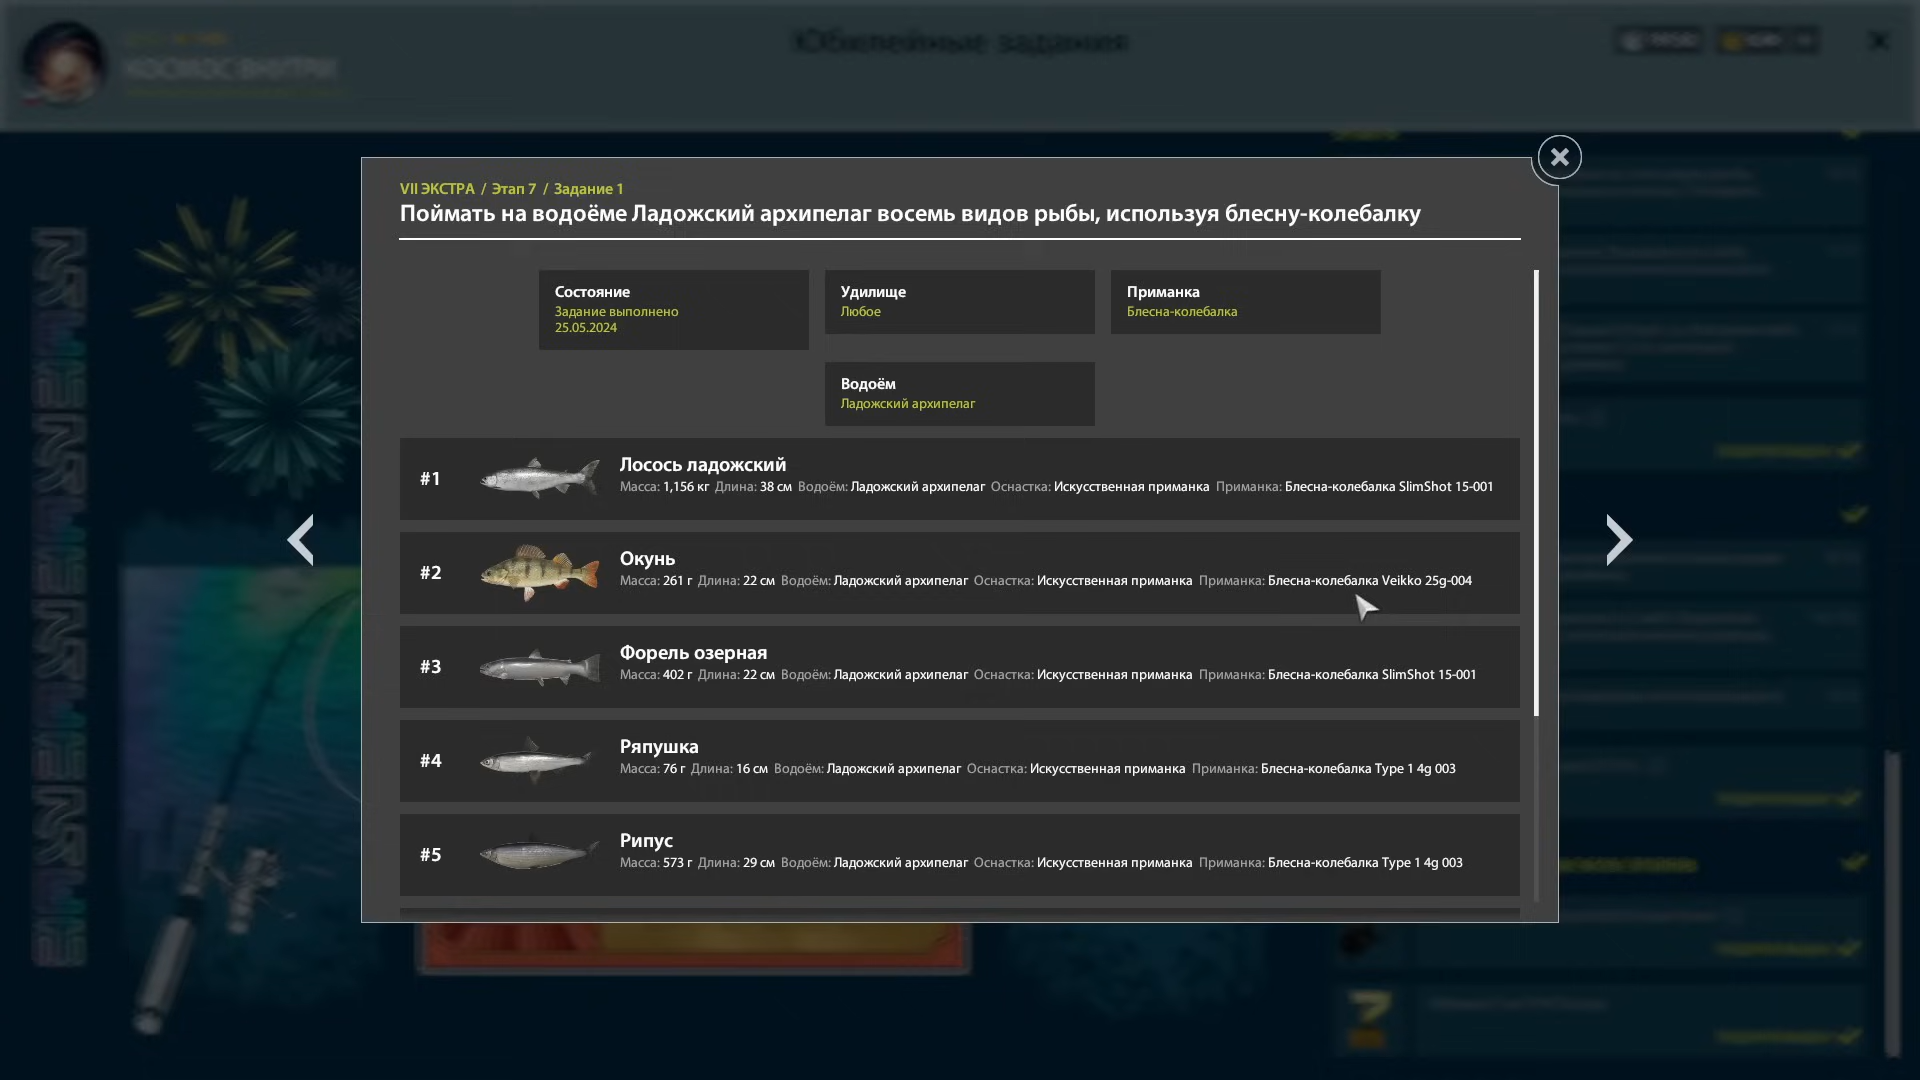 Юбилейные задания
КОСМОС ВНУТРИ
VII ЭКСТРА / Этап 7 / Задание 1
Поймать на водоёме Ладожский архипелаг восемь видов рыбы, используя блесну-колебалку
Состояние
Задание выполнено
25.05.2024
Удилище
Любое
Приманка
Блесна-колебалка
Водоём
Ладожский архипелаг
#1
Лосось ладожский
Масса: 1,156 кг Длина: 38 см Водоём: Ладожский архипелаг Оснастка: Искусственная приманка Приманка: Блесна-колебалка SlimShot 15-001
#2
Окунь
Масса: 261 г Длина: 22 см Водоём: Ладожский архипелаг Оснастка: Искусственная приманка Приманка: Блесна-колебалка Veikko 25g-004
#3
Форель озерная
Масса: 402 г Длина: 22 см Водоём: Ладожский архипелаг Оснастка: Искусственная приманка Приманка: Блесна-колебалка SlimShot 15-001
#4
Ряпушка
Масса: 76 г Длина: 16 см Водоём: Ладожский архипелаг Оснастка: Искусственная приманка Приманка: Блесна-колебалка Type 1 4g 003
#5
Рипус
Масса: 573 г Длина: 29 см Водоём: Ладожский архипелаг Оснастка: Искусственная приманка Приманка: Блесна-колебалка Type 1 4g 003